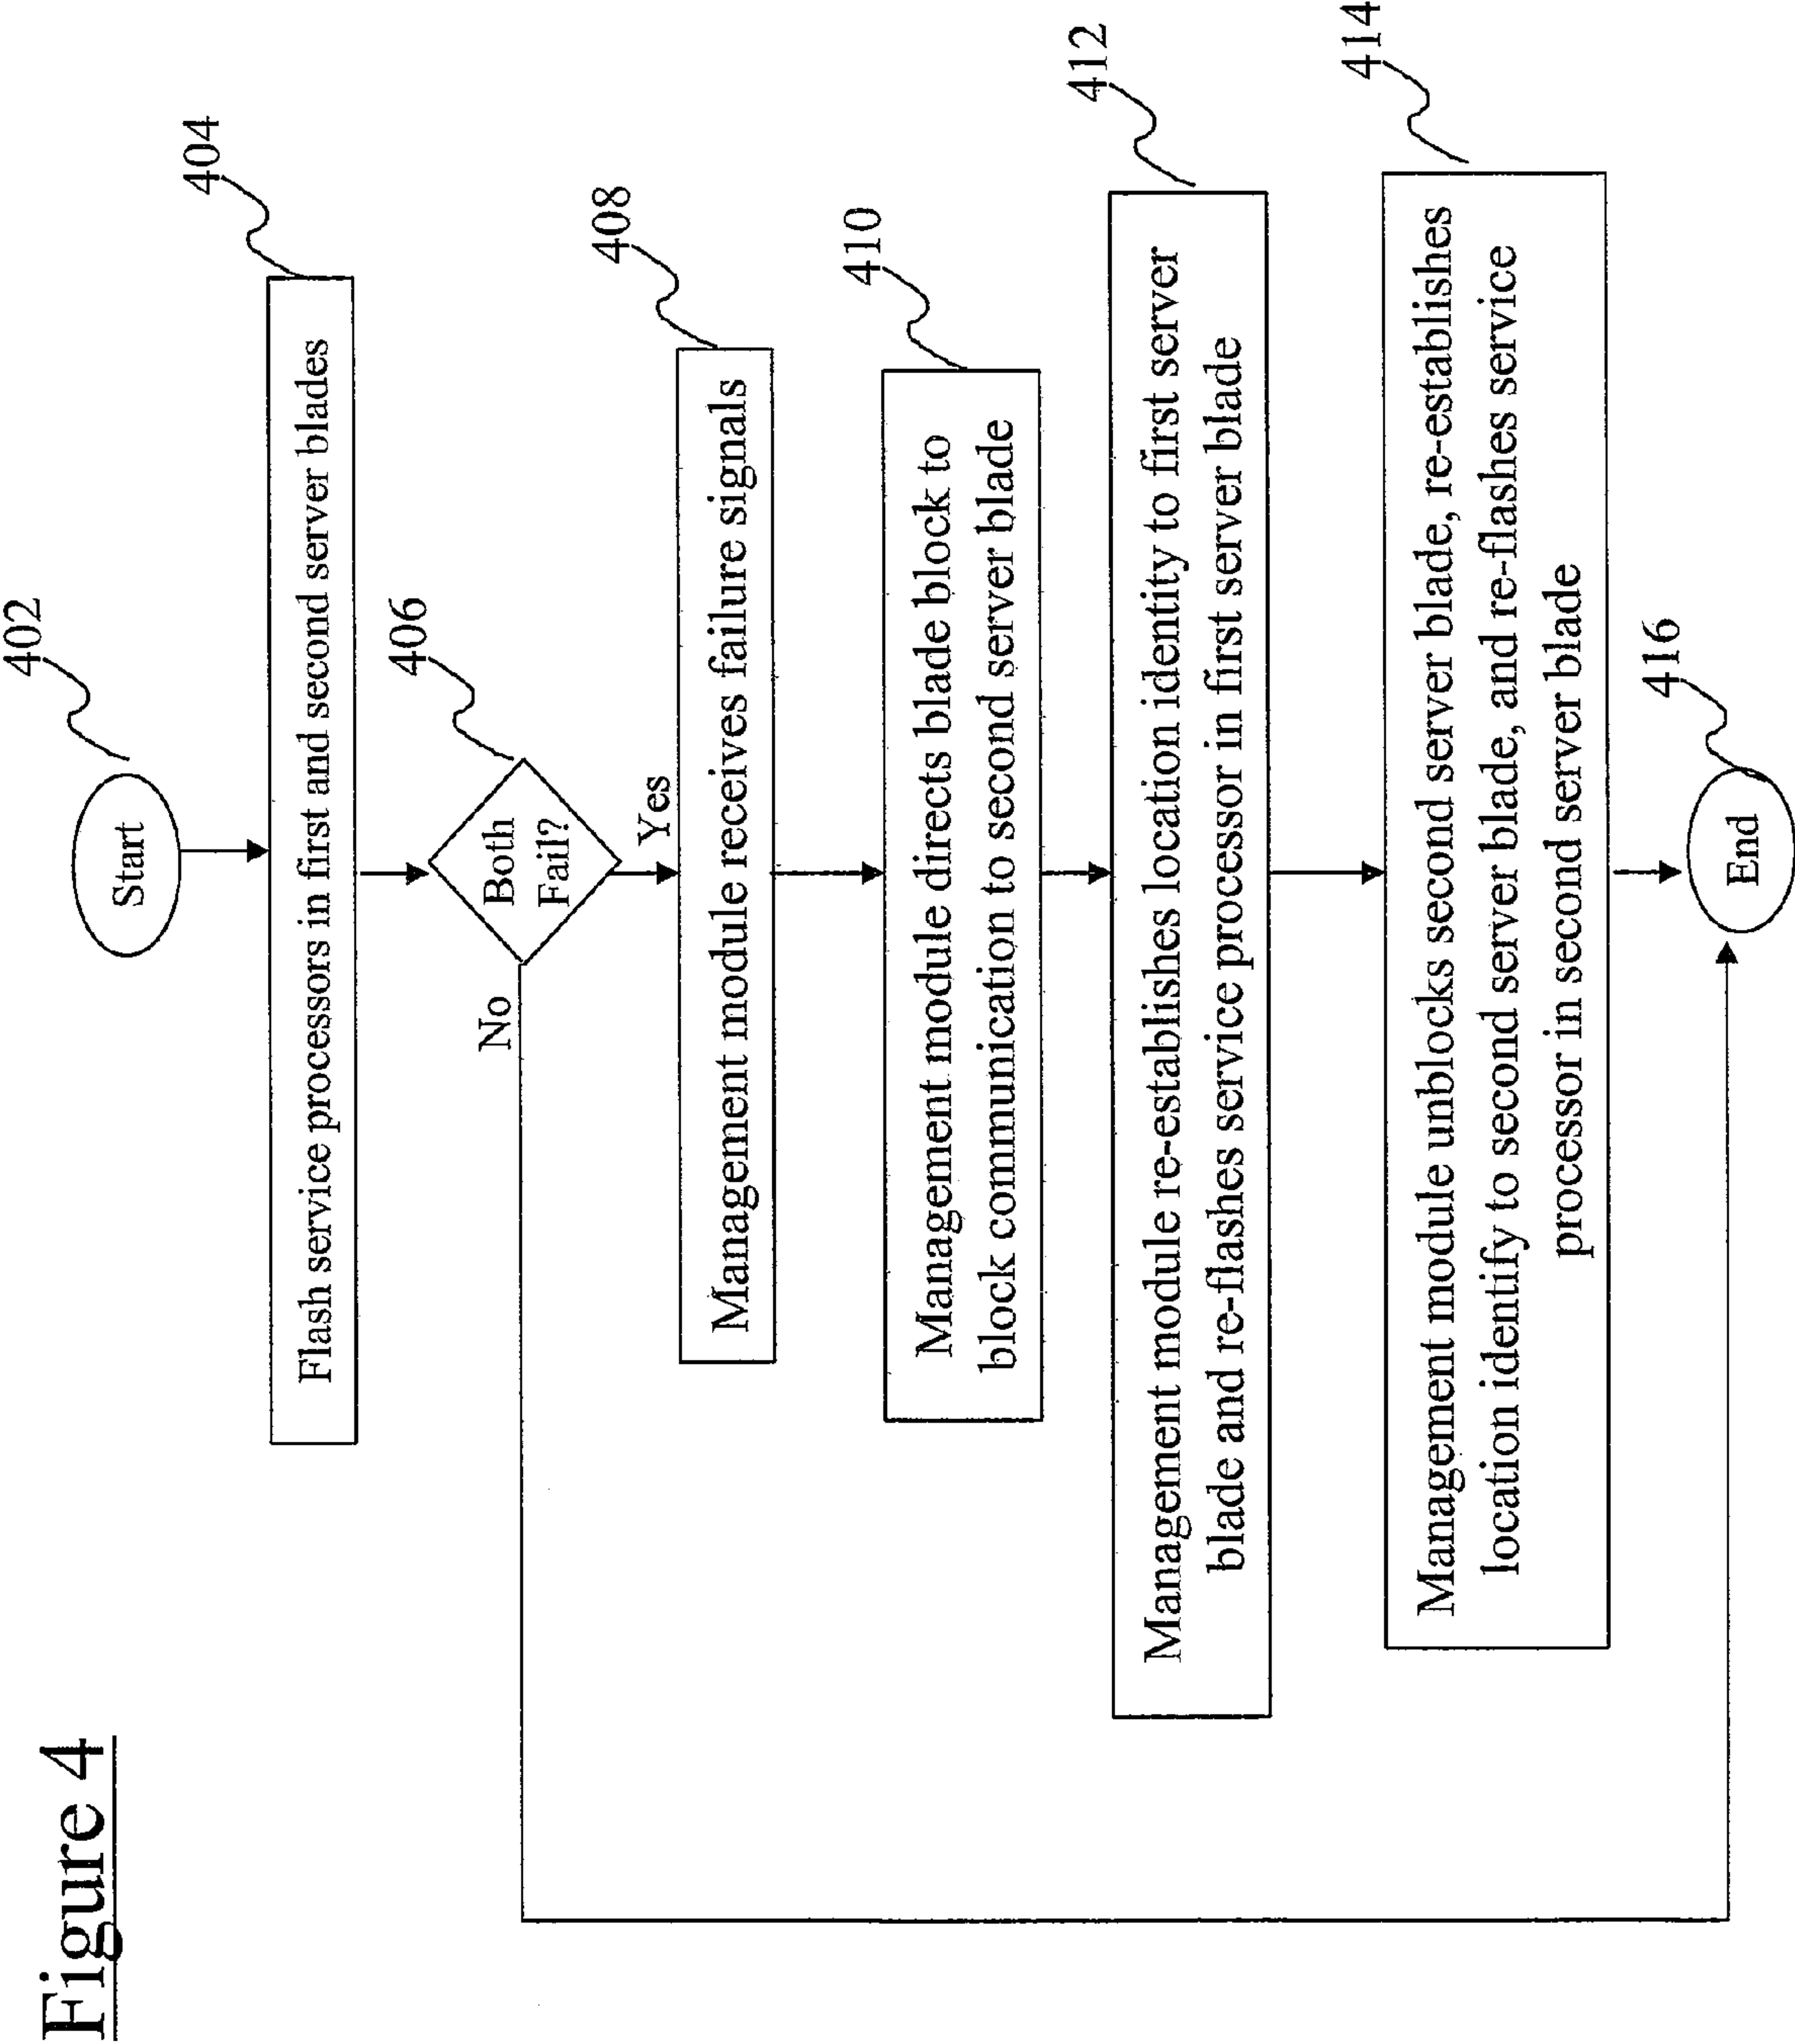 Figure 4
402
Start
404
Flash service processors in first and second server blades
406
Both
Fail?
No
Yes
408
Management module receives failure signals
410
Management module directs blade block to
block communication to second server blade
412
Management module re-establishes location identity to first server
blade and re-flashes service processor in first server blade
414
Management module unblocks second server blade, re-establishes
location identify to second server blade, and re-flashes service
processor in second server blade
416
End